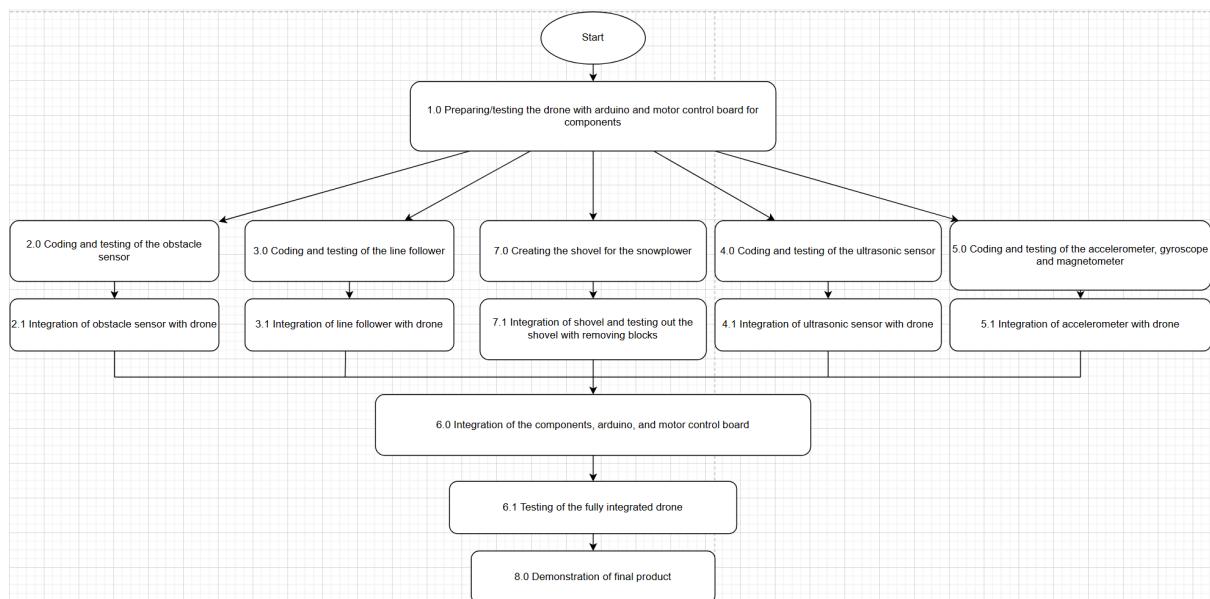 Start
1.0 Preparing/testing the drone with arduino and motor control board for
components
2.0 Coding and testing of the obstacle
sensor
3.0 Coding and testing of the line follower
7.0 Creating the shovel for the snowplower
4.0 Coding and testing of the ultrasonic sensor
5.0 Coding and testing of the accelerometer, gyroscope
and magnetometer
2.1 Integration of obstacle sensor with drone
3.1 Integration of line follower with drone
7.1 Integration of shovel and testing out the
shovel with removing blocks
4.1 Integration of ultrasonic sensor with drone
5.1 Integration of accelerometer with drone
6.0 Integration of the components, arduino, and motor control board
6.1 Testing of the fully integrated drone
8.0 Demonstration of final product